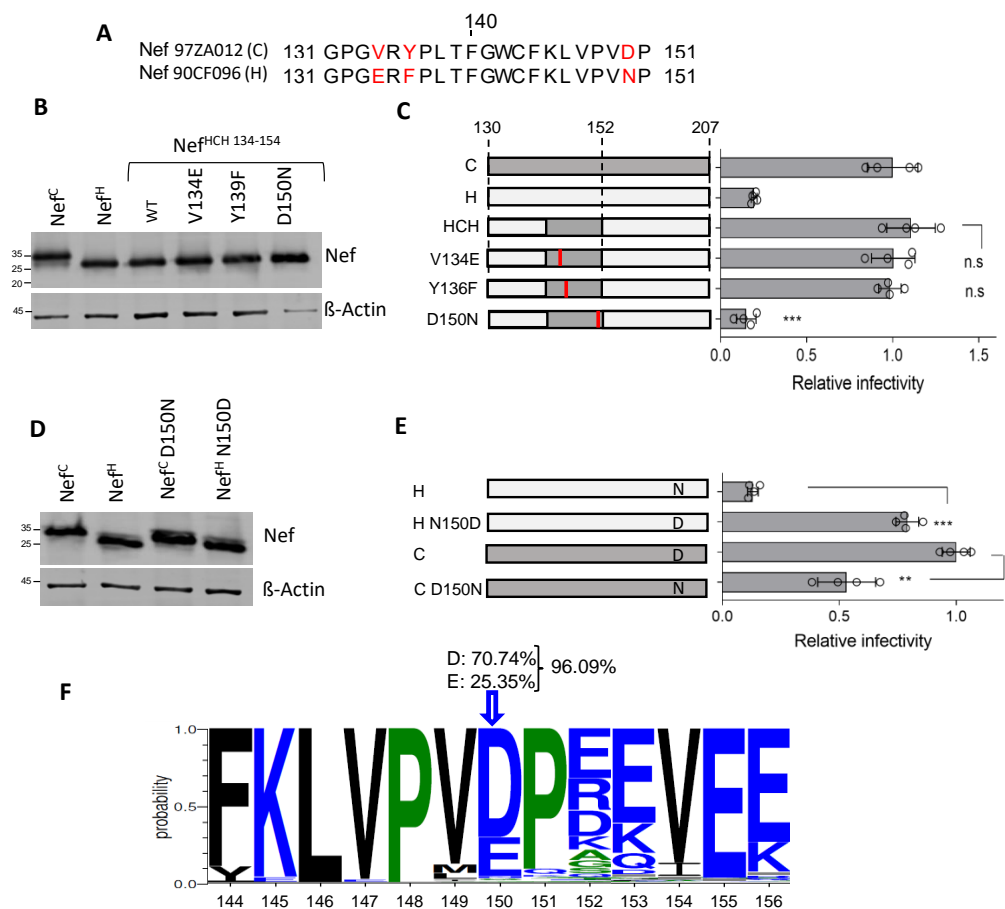 A
140
Nef 97ZA012 (C) 131 GPGVRYPLTFGWCFKLVPVDP 151
Nef 90CF096 (H) 131 GPGERFPLTFGWCFKLVPVNP 151
B
Nef^HCH 134-154
Nef^C
Nef^H
WT
V134E
Y139F
D150N
35
25
20
Nef
45
ß-Actin
C
130 152 207
C
H
HCH
V134E
Y136F
D150N
n.s
n.s
***
0.0 0.5 1.0 1.5
Relative infectivity
D
Nef^C
Nef^H
Nef^C D150N
Nef^H N150D
35
25
Nef
45
ß-Actin
E
H N
H N150D D
C D
C D150N N
***
**
0.5 1.0
Relative infectivity
F
D: 70.74%
E: 25.35%
96.09%
probability
1.0
0.5
0.0
F K L V P V D P E E V E E
Y M E Q R K I K
D Q T
K
A
G
144 145 146 147 148 149 150 151 152 153 154 155 156